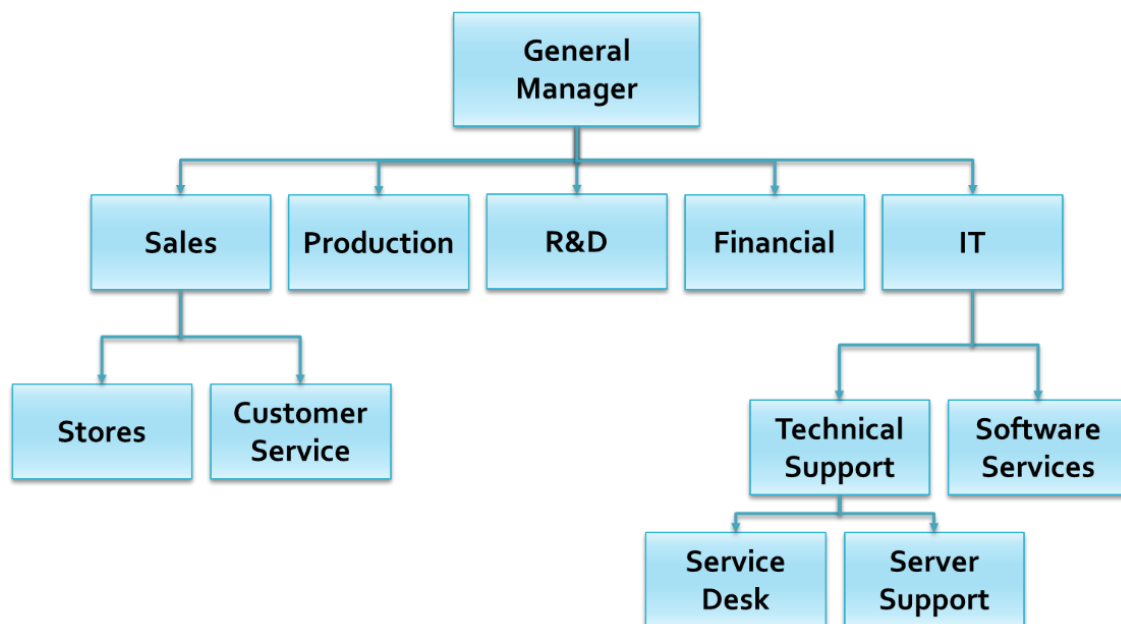 General
Manager
Sales
Production
R&D
Financial
IT
Stores
Customer
Service
Technical
Support
Software
Services
Service
Desk
Server
Support